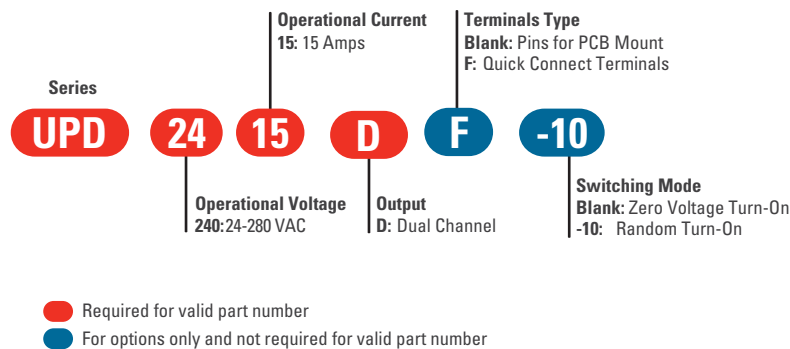 Operational Current
15: 15 Amps
Terminals Type
Blank: Pins for PCB Mount
F: Quick Connect Terminals
Series
UPD 24 15 D F -10
Operational Voltage
240:24-280 VAC
Output
D: Dual Channel
Switching Mode
Blank: Zero Voltage Turn-On
-10: Random Turn-On
Required for valid part number
For options only and not required for valid part number